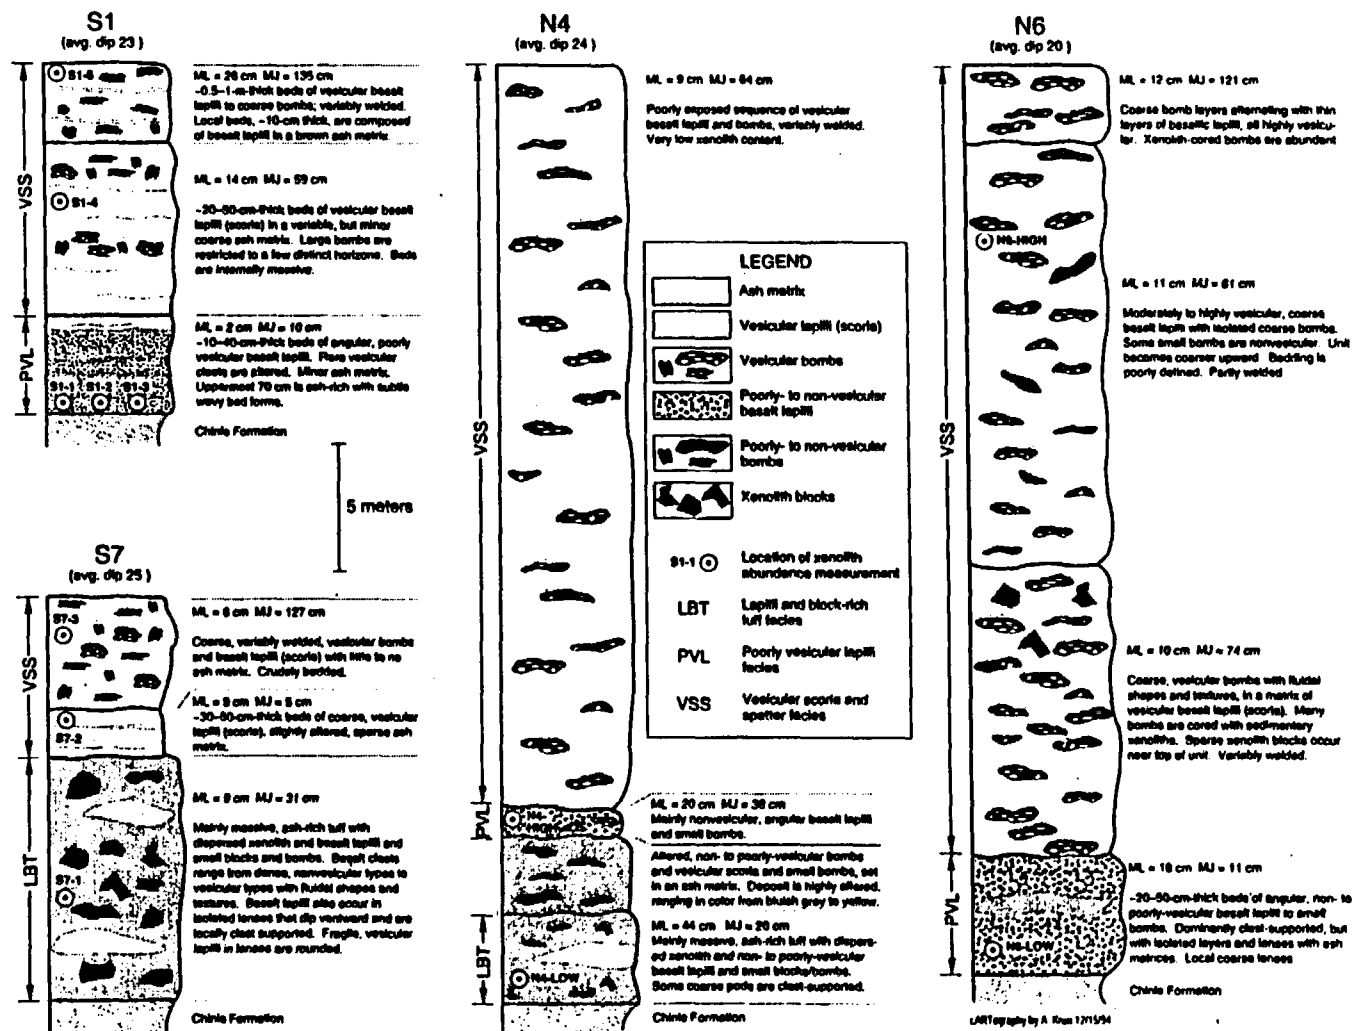 S1
(avg. dip 23)
S1-5
ML = 26 cm MJ = 135 cm
~0.5-1-m-thick beds of vesicular basalt
lapilli to coarse bombs; variably welded.
Local beds, ~10-cm thick, are composed
of basalt lapilli in a brown ash matrix.
VSS
ML = 14 cm MJ = 59 cm
S1-4
~20-60-cm-thick beds of vesicular basalt
lapilli (scoria) in a variable, but minor
coarse ash matrix. Large bombs are
restricted to a few distinct horizons. Beds
are internally massive.
PVL
ML = 2 cm MJ = 10 cm
~10-40-cm-thick beds of angular, poorly
vesicular basalt lapilli. Rare vesicular
clasts are altered. Minor ash matrix.
Uppermost 70 cm is ash-rich with subtle
wavy bed forms.
S1-1 S1-2 S1-3
Chinle Formation
5 meters
S7
(avg. dip 25)
ML = 6 cm MJ = 127 cm
S7-3
VSS
Coarse, variably welded, vesicular bombs
and basalt lapilli (scoria) with little to no
ash matrix. Crudely bedded.
ML = 9 cm MJ = 5 cm
~30-60-cm-thick beds of coarse, vesicular
lapilli (scoria), slightly altered, sparse ash
matrix.
S7-2
LBT
ML = 9 cm MJ = 31 cm
Mainly massive, ash-rich tuff with
dispersed xenolith and basalt lapilli and
small blocks and bombs. Basalt clasts
range from dense, nonvesicular types to
vesicular types with fluidal shapes and
textures. Basalt lapilli also occur in
isolated lenses that dip ventward and are
locally clast supported. Fragile, vesicular
lapilli in lenses are rounded.
S7-1
Chinle Formation
N4
(avg. dip 24)
ML = 9 cm MJ = 64 cm
Poorly exposed sequence of vesicular
basalt lapilli and bombs, variably welded.
Very low xenolith content.
VSS
LEGEND
Ash matrix
Vesicular lapilli (scoria)
Vesicular bombs
Poorly- to non-vesicular
basalt lapilli
Poorly- to non-vesicular
bombs
Xenolith blocks
S1-1
Location of xenolith
abundance measurement
LBT
Lapilli and block-rich
tuff facies
PVL
Poorly vesicular lapilli
facies
VSS
Vesicular scoria and
spatter facies
PVL
N4-
HIGH
ML = 20 cm MJ = 38 cm
Mainly nonvesicular, angular basalt lapilli
and small bombs.
Altered, non- to poorly-vesicular bombs
and vesicular scoria and small bombs, set
in an ash matrix. Deposit is highly altered,
ranging in color from bluish grey to yellow.
LBT
ML = 44 cm MJ = 20 cm
Mainly massive, ash-rich tuff with dispers-
ed xenolith and non- to poorly-vesicular
basalt lapilli and small blocks/bombs.
Some coarse pods are clast-supported.
N4-LOW
Chinle Formation
N6
(avg. dip 20)
ML = 12 cm MJ = 121 cm
Coarse bomb layers alternating with thin
layers of basaltic lapilli, all highly vesicu-
lar. Xenolith-cored bombs are abundant
N6-HIGH
VSS
ML = 11 cm MJ = 61 cm
Moderately to highly vesicular, coarse
basalt lapilli with isolated coarse bombs.
Some small bombs are nonvesicular. Unit
becomes coarser upward. Bedding is
poorly defined. Partly welded
ML = 10 cm MJ = 74 cm
Coarse, vesicular bombs with fluidal
shapes and textures, in a matrix of
vesicular basalt lapilli (scoria). Many
bombs are cored with sedimentary
xenoliths. Sparse xenolith blocks occur
near top of unit. Variably welded.
PVL
ML = 18 cm MJ = 11 cm
~20-50-cm-thick beds of angular, non- to
poorly-vesicular basalt lapilli to small
bombs. Dominantly clast-supported, but
with isolated layers and lenses with ash
matrices. Local coarse lenses
N6-LOW
Chinle Formation
by A 12/15/94